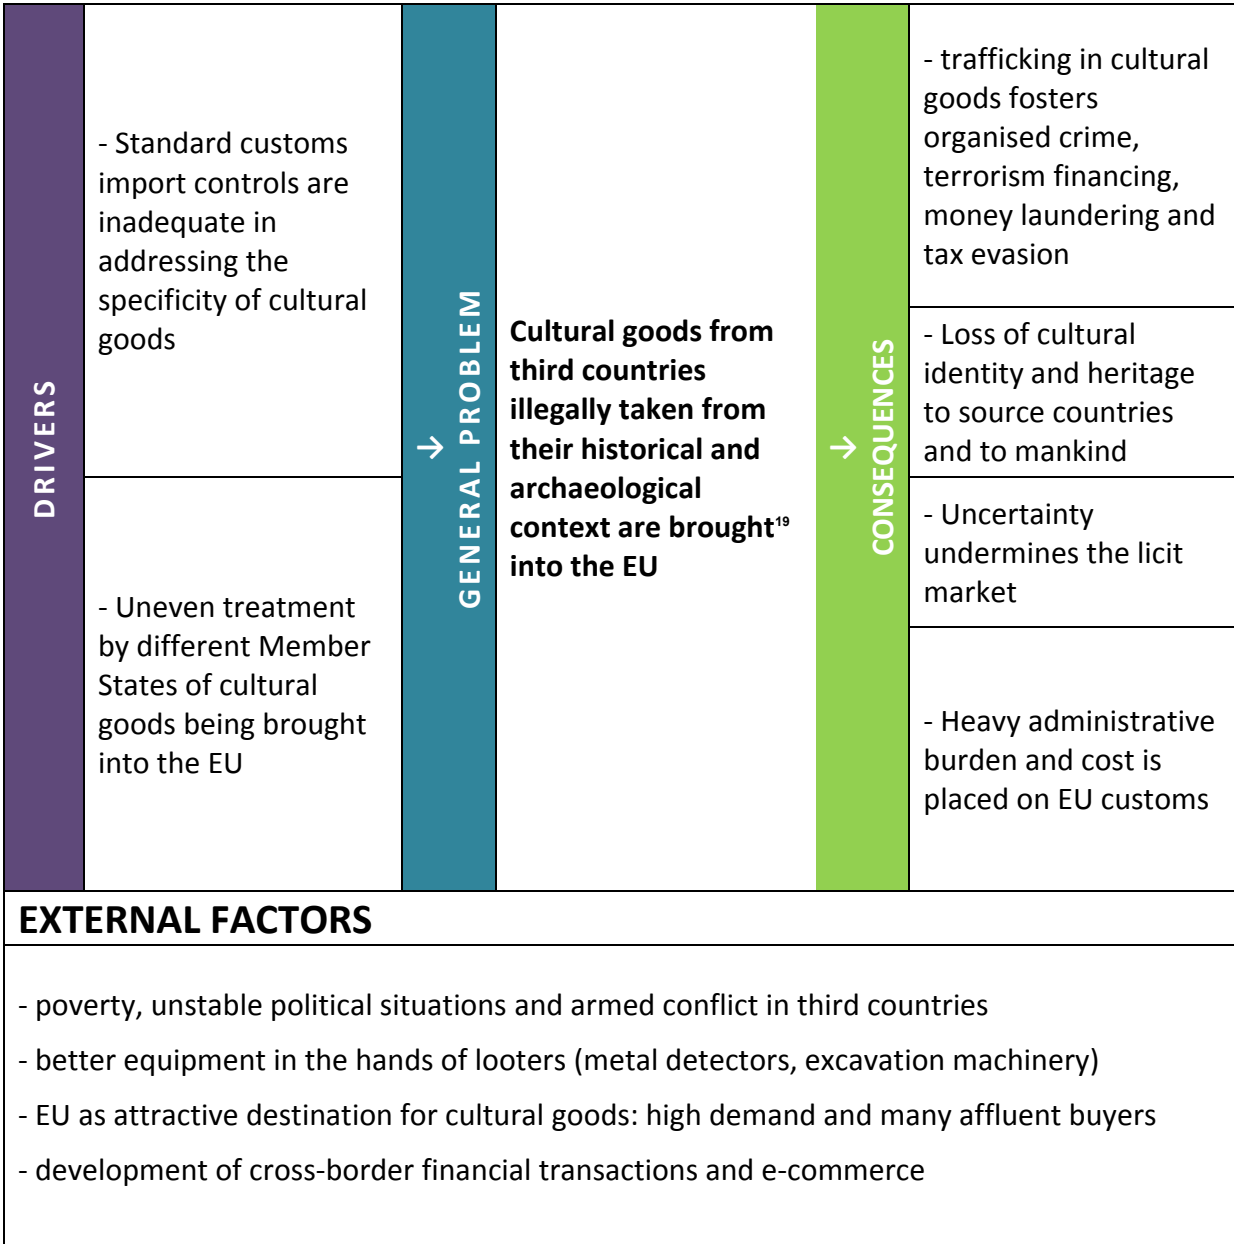 DRIVERS
- Standard customs
import controls are
inadequate in
addressing the
specificity of cultural
goods
- Uneven treatment
by different Member
States of cultural
goods being brought
into the EU
→
GENERAL PROBLEM
Cultural goods from
third countries
illegally taken from
their historical and
archaeological
context are brought¹⁹
into the EU
→
CONSEQUENCES
- trafficking in cultural
goods fosters
organised crime,
terrorism financing,
money laundering and
tax evasion
- Loss of cultural
identity and heritage
to source countries
and to mankind
- Uncertainty
undermines the licit
market
- Heavy administrative
burden and cost is
placed on EU customs
EXTERNAL FACTORS
- poverty, unstable political situations and armed conflict in third countries
- better equipment in the hands of looters (metal detectors, excavation machinery)
- EU as attractive destination for cultural goods: high demand and many affluent buyers
- development of cross-border financial transactions and e-commerce